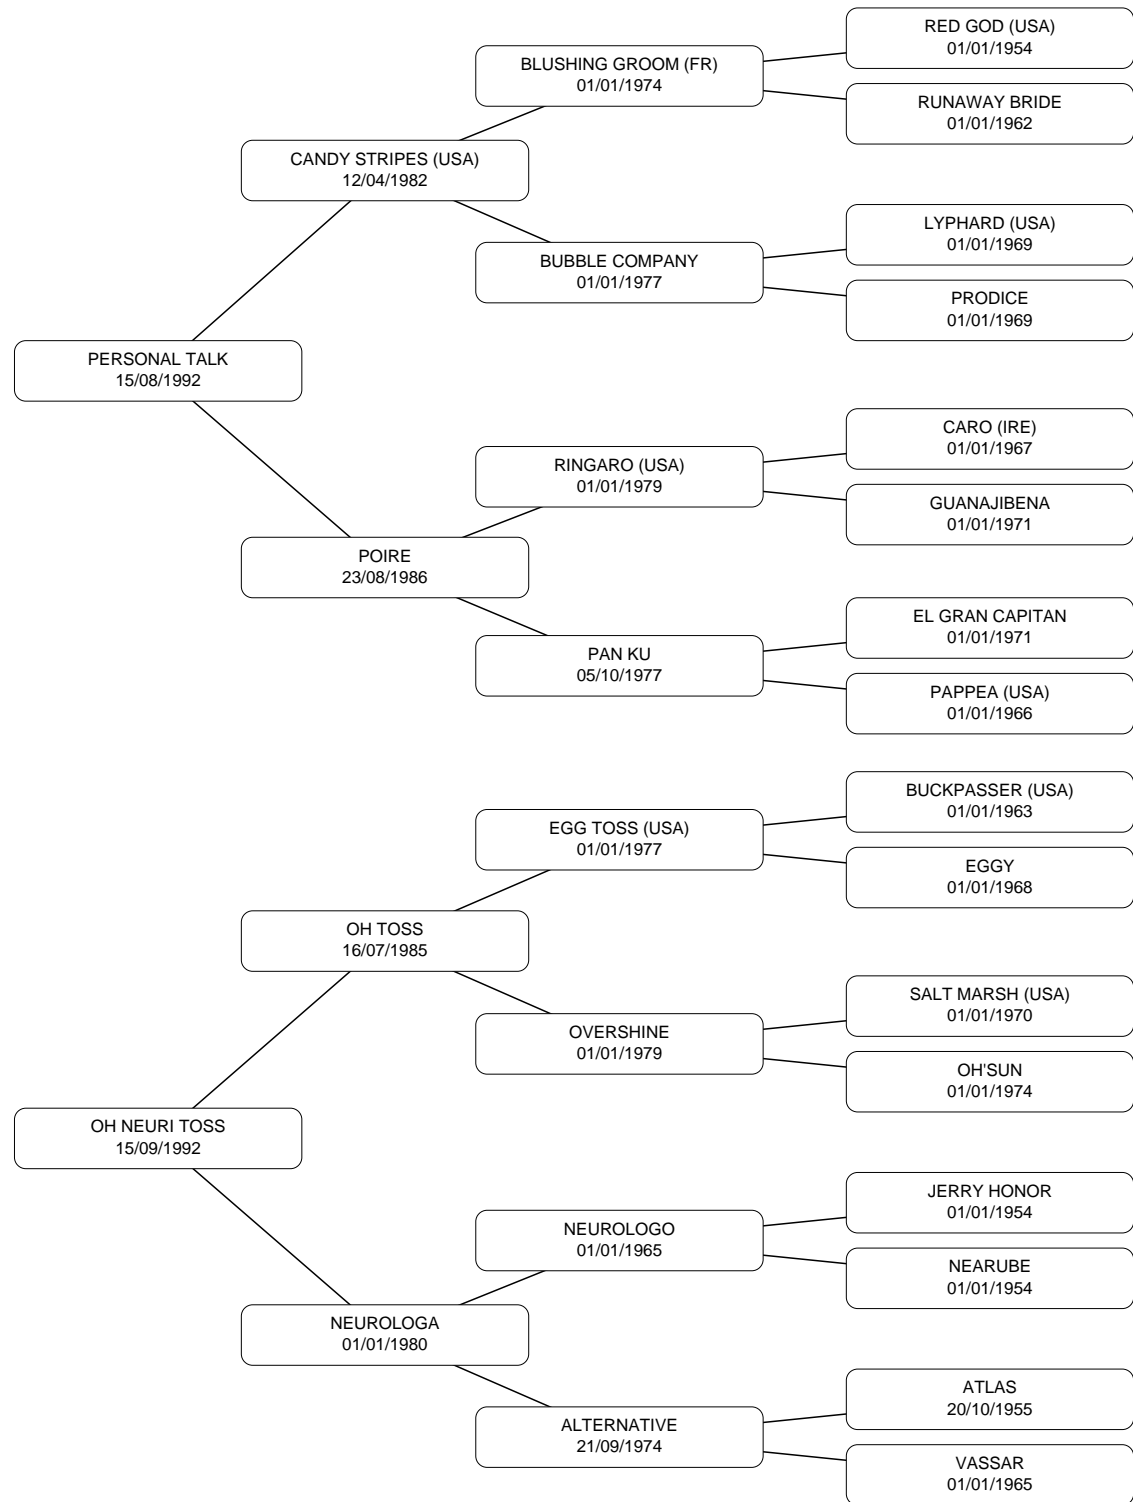 RED GOD (USA)
01/01/1954
BLUSHING GROOM (FR)
01/01/1974
RUNAWAY BRIDE
01/01/1962
CANDY STRIPES (USA)
12/04/1982
LYPHARD (USA)
01/01/1969
BUBBLE COMPANY
01/01/1977
PRODICE
01/01/1969
PERSONAL TALK
15/08/1992
CARO (IRE)
01/01/1967
RINGARO (USA)
01/01/1979
GUANAJIBENA
01/01/1971
POIRE
23/08/1986
EL GRAN CAPITAN
01/01/1971
PAN KU
05/10/1977
PAPPEA (USA)
01/01/1966
BUCKPASSER (USA)
01/01/1963
EGG TOSS (USA)
01/01/1977
EGGY
01/01/1968
OH TOSS
16/07/1985
SALT MARSH (USA)
01/01/1970
OVERSHINE
01/01/1979
OH'SUN
01/01/1974
OH NEURI TOSS
15/09/1992
JERRY HONOR
01/01/1954
NEUROLOGO
01/01/1965
NEARUBE
01/01/1954
NEUROLOGA
01/01/1980
ATLAS
20/10/1955
ALTERNATIVE
21/09/1974
VASSAR
01/01/1965